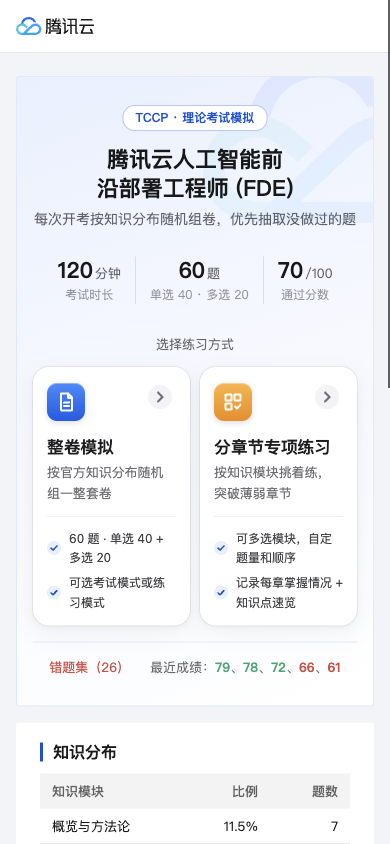 腾讯云
TCCP · 理论考试模拟
腾讯云人工智能前
沿部署工程师 (FDE)
每次开考按知识分布随机组卷，优先抽取没做过的题
120 分钟
考试时长
60 题
单选 40 · 多选 20
70 /100
通过分数
选择练习方式
整卷模拟
按官方知识分布随机
组一整套卷
60 题 · 单选 40 +
多选 20
可选考试模式或练
习模式
分章节专项练习
按知识模块挑着练，
突破薄弱章节
可多选模块，自定
题量和顺序
记录每章掌握情况 +
知识点速览
错题集（26） 最近成绩：79、78、72、66、61
知识分布
知识模块 比例 题数
概览与方法论 11.5% 7